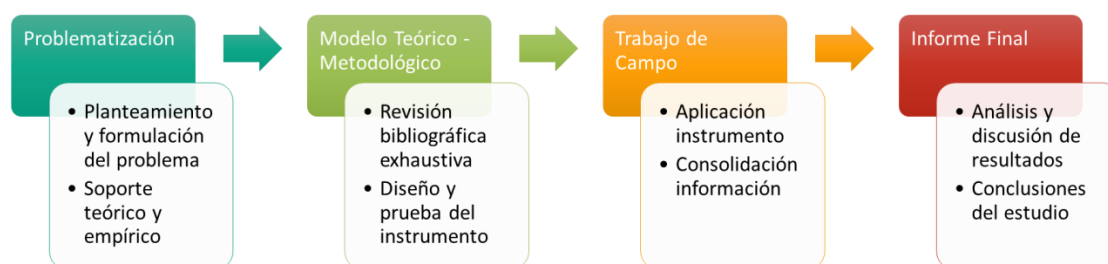 Problematización
• Planteamiento
y formulación
del problema
• Soporte
teórico y
empírico
Modelo Teórico -
Metodológico
• Revisión
bibliográfica
exhaustiva
• Diseño y
prueba del
instrumento
Trabajo de
Campo
• Aplicación
instrumento
• Consolidación
información
Informe Final
• Análisis y
discusión de
resultados
• Conclusiones
del estudio